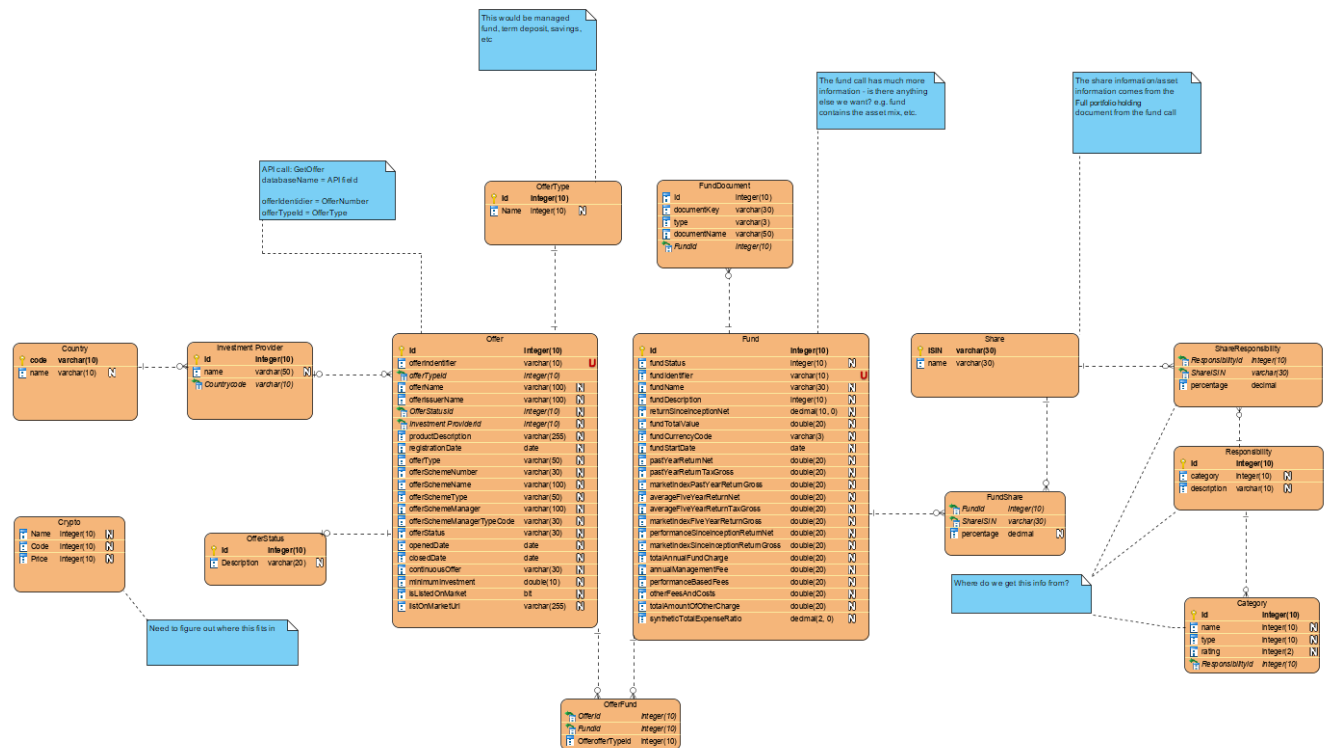 This would be managed
fund, term deposit, savings,
etc
The fund call has much more
information - is there anything
else we want? e.g. fund
contains the asset mix, etc.
The share information/asset
information comes from the
Full portfolio holding
document from the fund call
API call: GetOffer
databaseName = API field
offerIdentidier = OfferNumber
offerTypeId = OfferType
OfferType
Id integer(10)
Name integer(10) N
FundDocument
Id integer(10)
documentKey varchar(30)
type varchar(3)
documentName varchar(50)
FundId integer(10)
Country
code varchar(10)
name varchar(10) N
Investment Provider
Id integer(10)
name varchar(50) N
Countrycode varchar(10)
Offer
Id integer(10)
offerIndentifier varchar(10) U
offerTypeId integer(10)
offerName varchar(100) N
offerIssuerName varchar(100) N
OfferStatusId integer(10) N
Investment ProviderId integer(10) N
productDescription varchar(255) N
registrationDate date N
offerType varchar(50) N
offerSchemeNumber varchar(30) N
offerSchemeName varchar(100) N
offerSchemeType varchar(50) N
offerSchemeManager varchar(100) N
offerSchemeManagerTypeCode varchar(30) N
offerStatus varchar(30) N
openedDate date N
closedDate date N
continuousOffer varchar(30) N
minimumInvestment double(10) N
isListedOnMarket bit N
listOnMarketUrl varchar(255) N
Fund
Id integer(10)
fundStatus integer(10) N
fundIdentifier varchar(10) U
fundName varchar(30) N
fundDescription integer(10) N
returnSinceInceptionNet decimal(10, 0) N
fundTotalValue double(20) N
fundCurrencyCode varchar(3) N
fundStartDate date N
pastYearReturnNet double(20) N
pastYearReturnTaxGross double(20) N
marketIndexPastYearReturnGross double(20) N
averageFiveYearReturnNet double(20) N
averageFiveYearReturnTaxGross double(20) N
marketIndexFiveYearReturnGross double(20) N
performanceSinceInceptionReturnNet double(20) N
marketIndexSinceInceptionReturnGross double(20) N
totalAnnualFundCharge double(20) N
annualManagementFee double(20) N
performanceBasedFees double(20) N
otherFeesAndCosts double(20) N
totalAmountOfOtherCharge double(20) N
syntheticTotalExpenseRatio decimal(2, 0) N
Share
ISIN varchar(30)
name varchar(30)
ShareResponsibility
ResponsibilityId integer(10)
ShareISIN varchar(30)
percentage decimal
Responsibility
Id integer(10)
category integer(10) N
description varchar(10) N
FundShare
FundId integer(10)
ShareISIN varchar(30)
percentage decimal N
Crypto
Name integer(10) N
Code integer(10) N
Price integer(10) N
OfferStatus
Id integer(10)
Description varchar(20) N
Where do we get this info from?
Category
Id integer(10)
name integer(10) N
type integer(10) N
rating integer(2) N
ResponsibilityId integer(10)
Need to figure out where this fits in
OfferFund
OfferId integer(10)
FundId integer(10)
OfferofferTypeId integer(10)